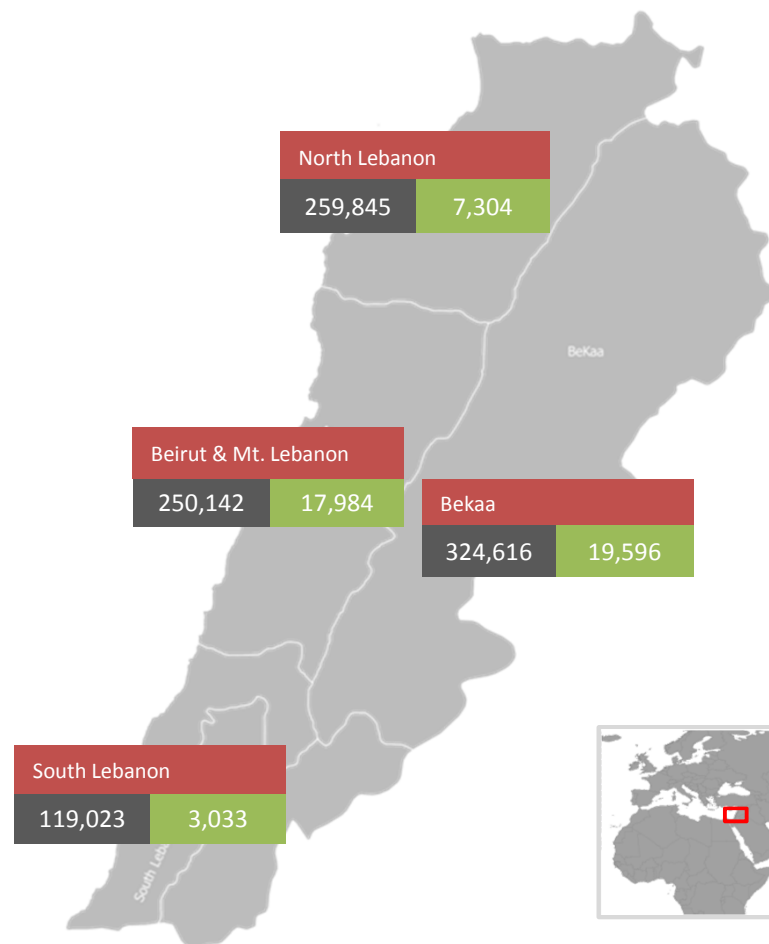 North Lebanon
259,845 7,304
BeKaa
Beirut & Mt. Lebanon
250,142 17,984
Bekaa
324,616 19,596
South Lebanon
119,023 3,033
South